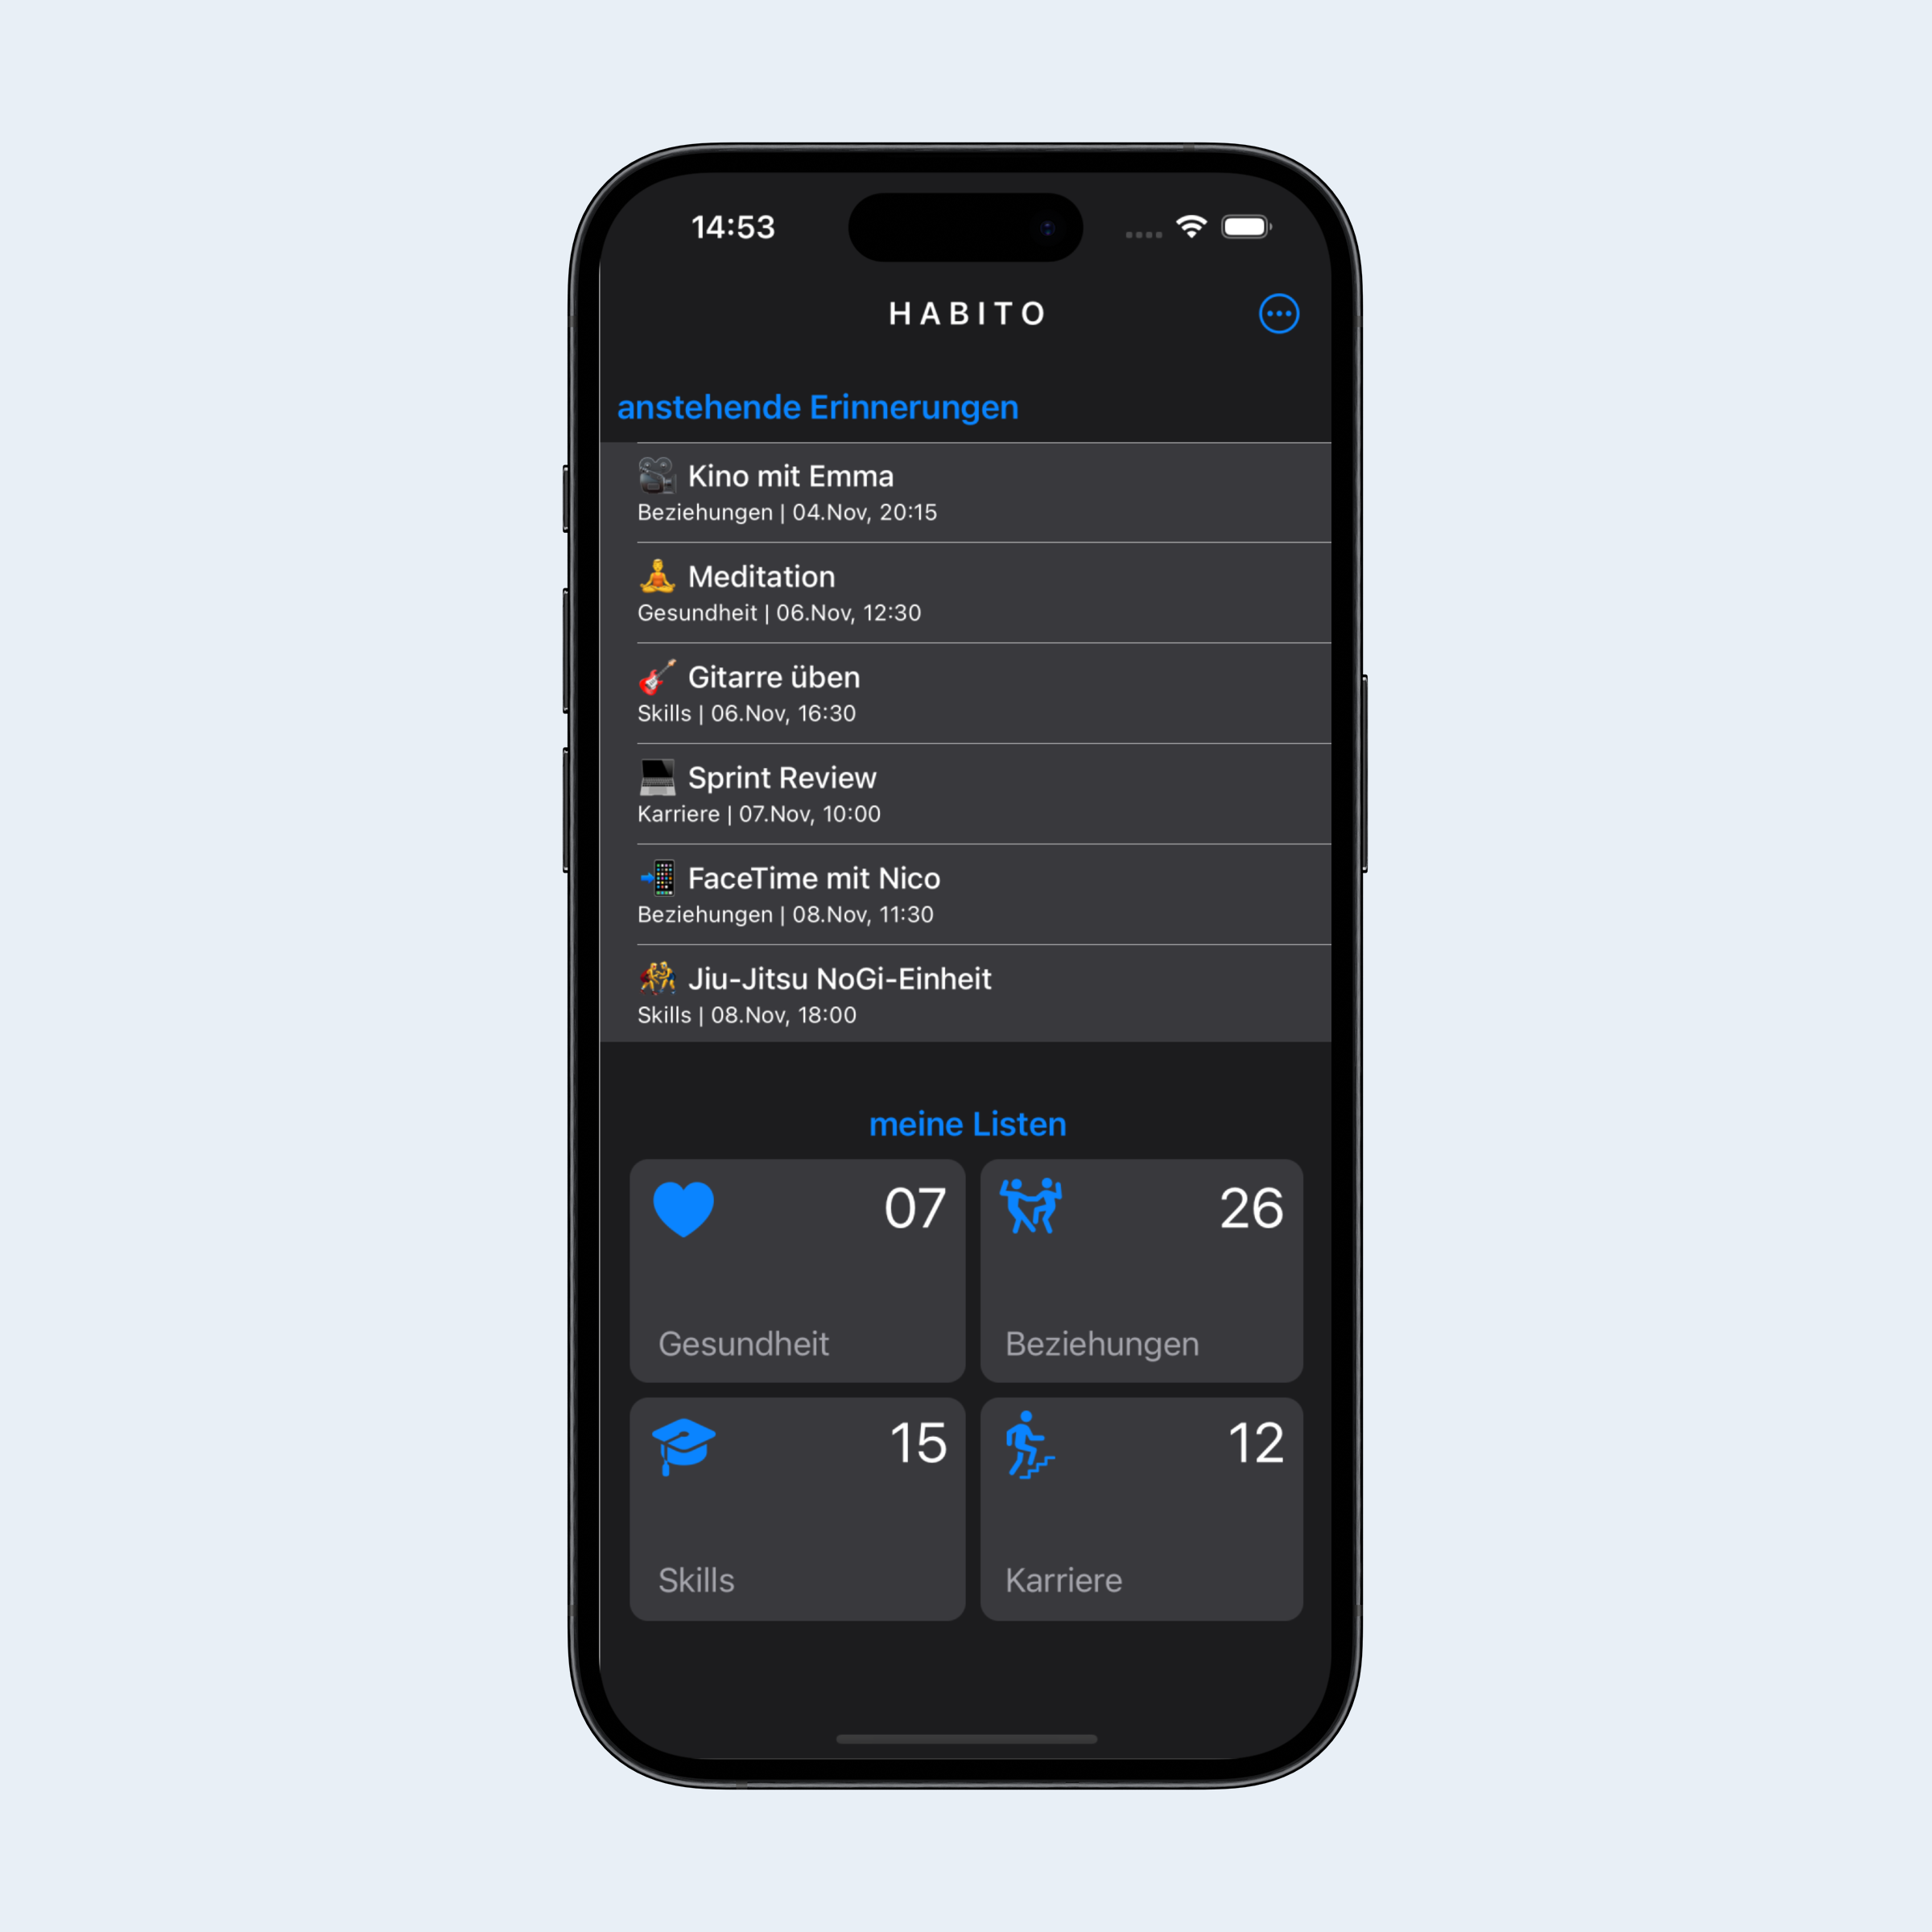 14:53
HABITO
anstehende Erinnerungen
Kino mit Emma
Beziehungen | 04.Nov, 20:15
Meditation
Gesundheit | 06.Nov, 12:30
Gitarre üben
Skills | 06.Nov, 16:30
Sprint Review
Karriere | 07.Nov, 10:00
FaceTime mit Nico
Beziehungen | 08.Nov, 11:30
Jiu-Jitsu NoGi-Einheit
Skills | 08.Nov, 18:00
meine Listen
07
26
Gesundheit
Beziehungen
15
12
Skills
Karriere